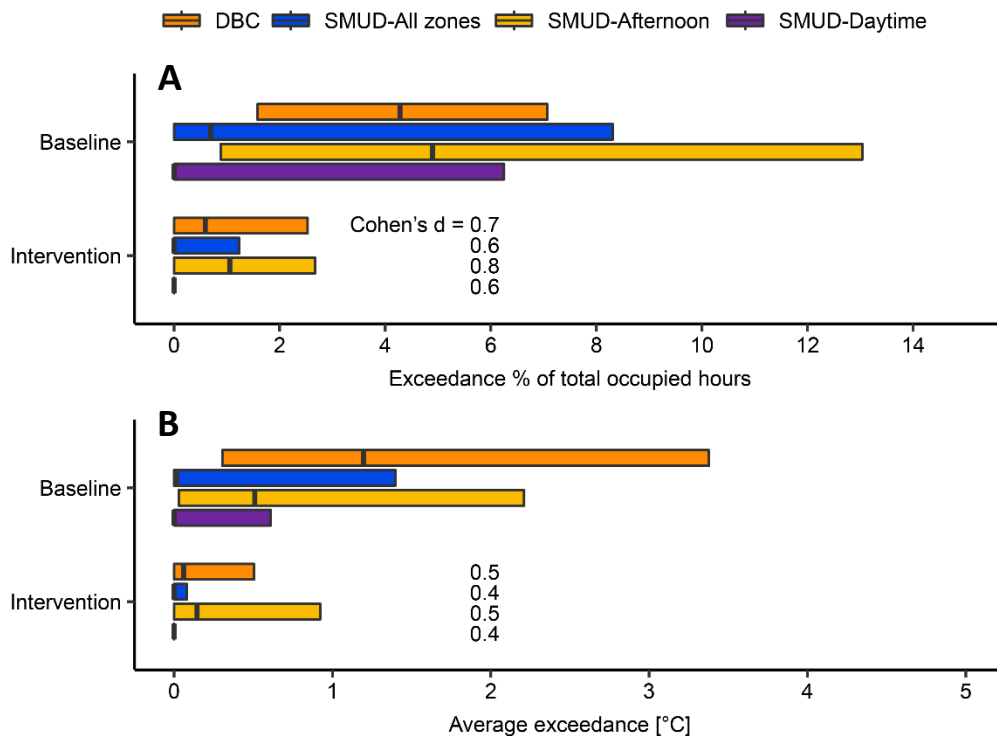 DBC SMUD-All zones SMUD-Afternoon SMUD-Daytime
A
Baseline
Cohen’s d = 0.7
0.6
Intervention
0.8
0.6
0 2 4 6 8 10 12 14
Exceedance % of total occupied hours
B
Baseline
0.5
0.4
Intervention
0.5
0.4
0 1 2 3 4 5
Average exceedance [°C]